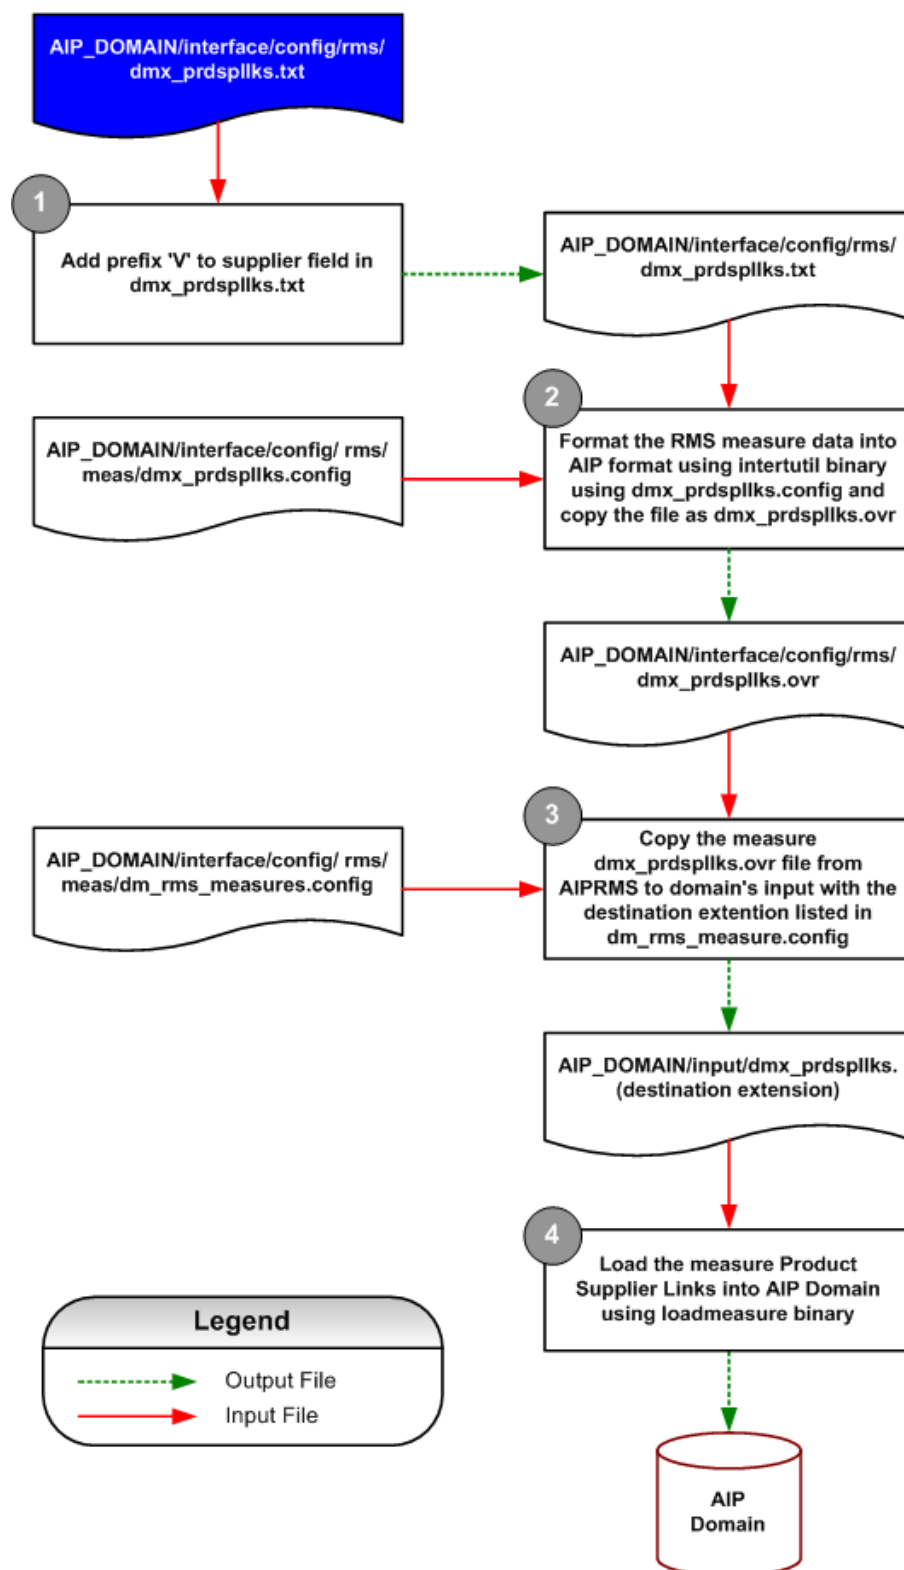 AIP_DOMAIN/interface/config/rms/
dmx_prdspllks.txt
1
Add prefix 'V' to supplier field in
dmx_prdspllks.txt
AIP_DOMAIN/interface/config/rms/
dmx_prdspllks.txt
2
AIP_DOMAIN/interface/config/ rms/
meas/dmx_prdspllks.config
Format the RMS measure data into
AIP format using intertutil binary
using dmx_prdspllks.config and
copy the file as dmx_prdspllks.ovr
AIP_DOMAIN/interface/config/rms/
dmx_prdspllks.ovr
3
AIP_DOMAIN/interface/config/ rms/
meas/dm_rms_measures.config
Copy the measure
dmx_prdspllks.ovr file from
AIPRMS to domain's input with the
destination extention listed in
dm_rms_measure.config
AIP_DOMAIN/input/dmx_prdspllks.
(destination extension)
4
Load the measure Product
Supplier Links into AIP Domain
using loadmeasure binary
Legend
Output File
Input File
AIP
Domain